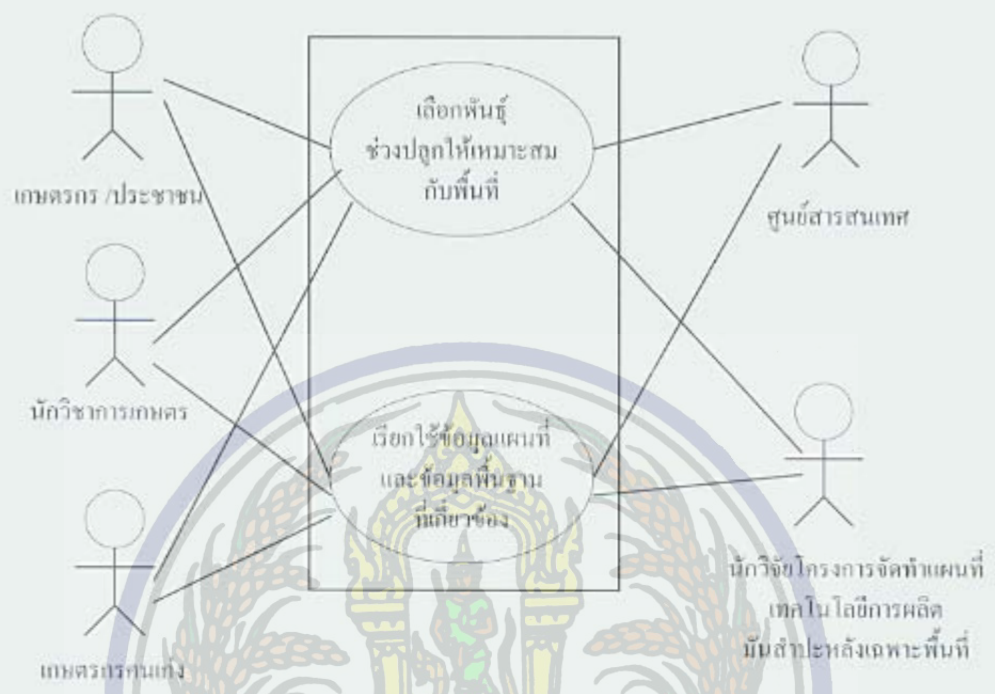 เกษตรกร /ประชาชน
นักวิชาการเกษตร
เกษตรกรคนเก่ง
เลือกพันธุ์
ช่วงปลูกให้เหมาะสม
กับพื้นที่
เรียกใช้ข้อมูลแผนที่
และข้อมูลพื้นฐาน
ที่เกี่ยวข้อง
ศูนย์สารสนเทศ
นักวิจัยโครงการจัดทำแผนที่
เทคโนโลยีการผลิต
มันสำปะหลังเฉพาะพื้นที่